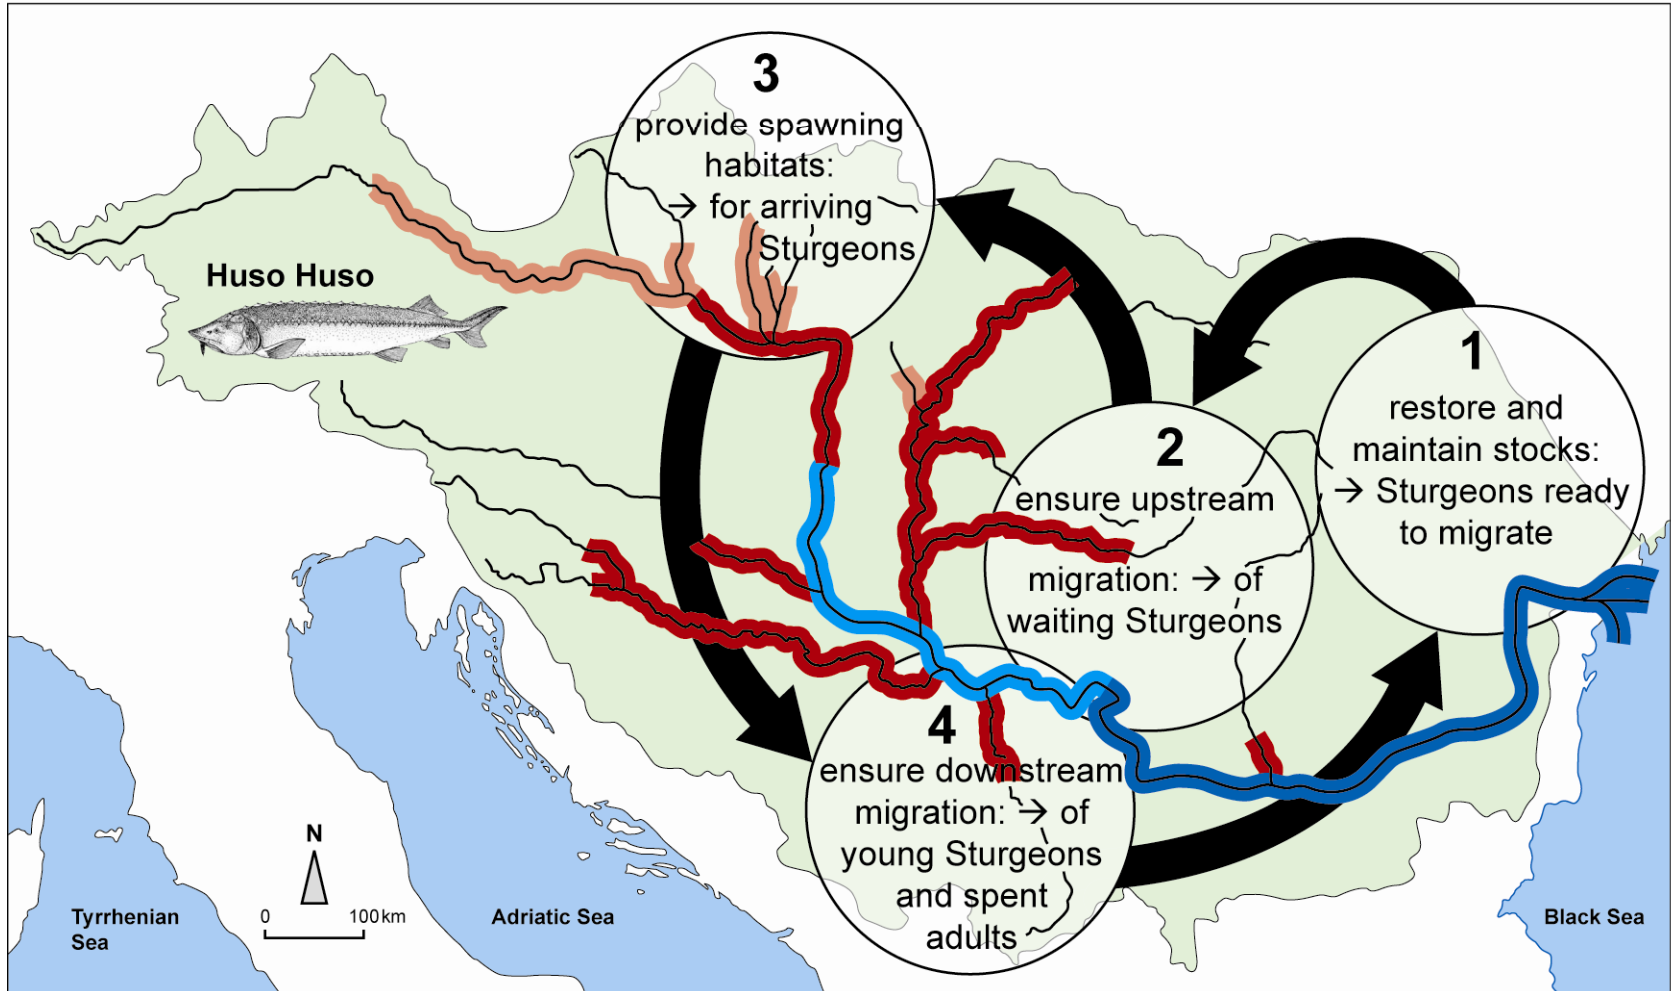 3
provide spawning
habitats:
→ for arriving
Sturgeons
Huso Huso
1
restore and
maintain stocks:
→ Sturgeons ready
to migrate
2
ensure upstream
migration: → of
waiting Sturgeons
4
ensure downstream
migration: → of
young Sturgeons
and spent
adults
N
0 100 km
Tyrrhenian
Sea
Adriatic Sea
Black Sea